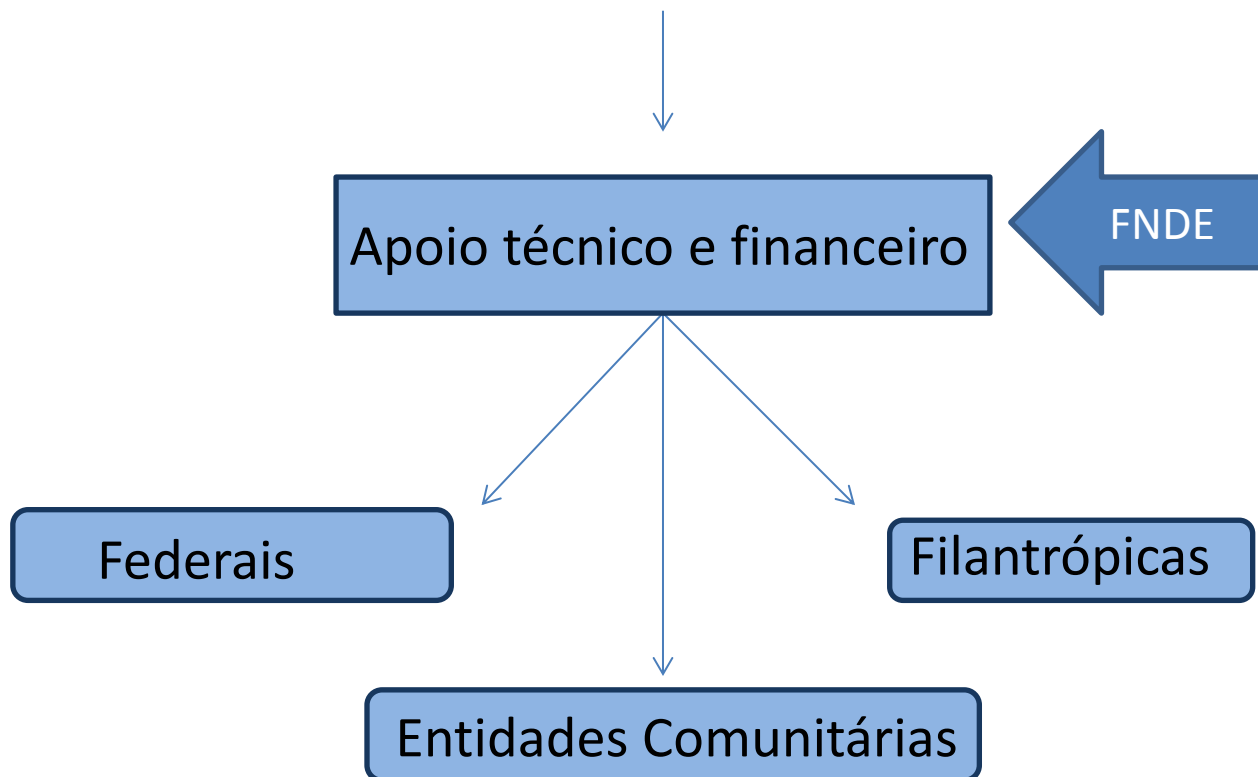 Apoio técnico e financeiro
FNDE
Federais
Filantrópicas
Entidades Comunitárias